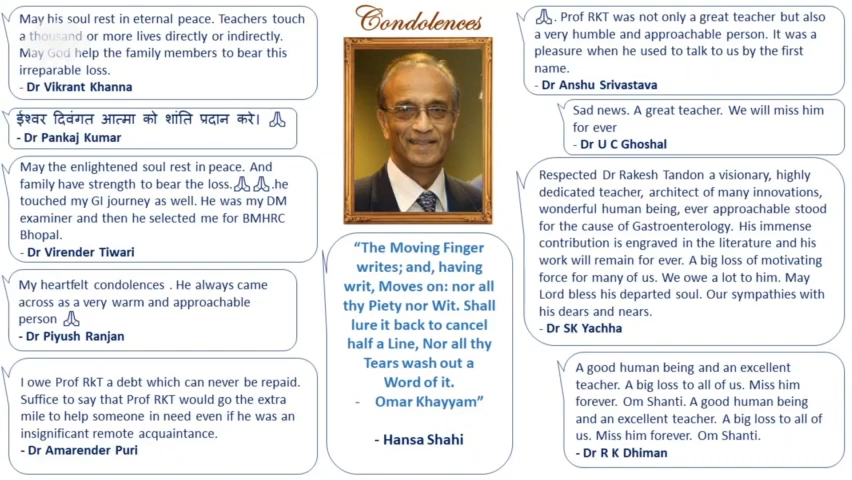 May his soul rest in eternal peace. Teachers touch
a thousand or more lives directly or indirectly.
May God help the family members to bear this
irreparable loss.
- Dr Vikrant Khanna
ईश्वर दिवंगत आत्मा को शांति प्रदान करे। 🙏
- Dr Pankaj Kumar
May the enlightened soul rest in peace. And
family have strength to bear the loss.🙏🙏.he
touched my GI journey as well. He was my DM
examiner and then he selected me for BMHRC
Bhopal.
- Dr Virender Tiwari
My heartfelt condolences . He always came
across as a very warm and approachable
person 🙏
- Dr Piyush Ranjan
I owe Prof RkT a debt which can never be repaid.
Suffice to say that Prof RKT would go the extra
mile to help someone in need even if he was an
insignificant remote acquaintance.
- Dr Amarender Puri
Condolences
“The Moving Finger
writes; and, having
writ, Moves on: nor all
thy Piety nor Wit. Shall
lure it back to cancel
half a Line, Nor all thy
Tears wash out a
Word of it.
- Omar Khayyam”
- Hansa Shahi
🙏. Prof RKT was not only a great teacher but also
a very humble and approachable person. It was a
pleasure when he used to talk to us by the first
name.
- Dr Anshu Srivastava
Sad news. A great teacher. We will miss him
for ever
- Dr U C Ghoshal
Respected Dr Rakesh Tandon a visionary, highly
dedicated teacher, architect of many innovations,
wonderful human being, ever approachable stood
for the cause of Gastroenterology. His immense
contribution is engraved in the literature and his
work will remain for ever. A big loss of motivating
force for many of us. We owe a lot to him. May
Lord bless his departed soul. Our sympathies with
his dears and nears.
- Dr SK Yachha
A good human being and an excellent
teacher. A big loss to all of us. Miss him
forever. Om Shanti. A good human being
and an excellent teacher. A big loss to all of
us. Miss him forever. Om Shanti.
- Dr R K Dhiman